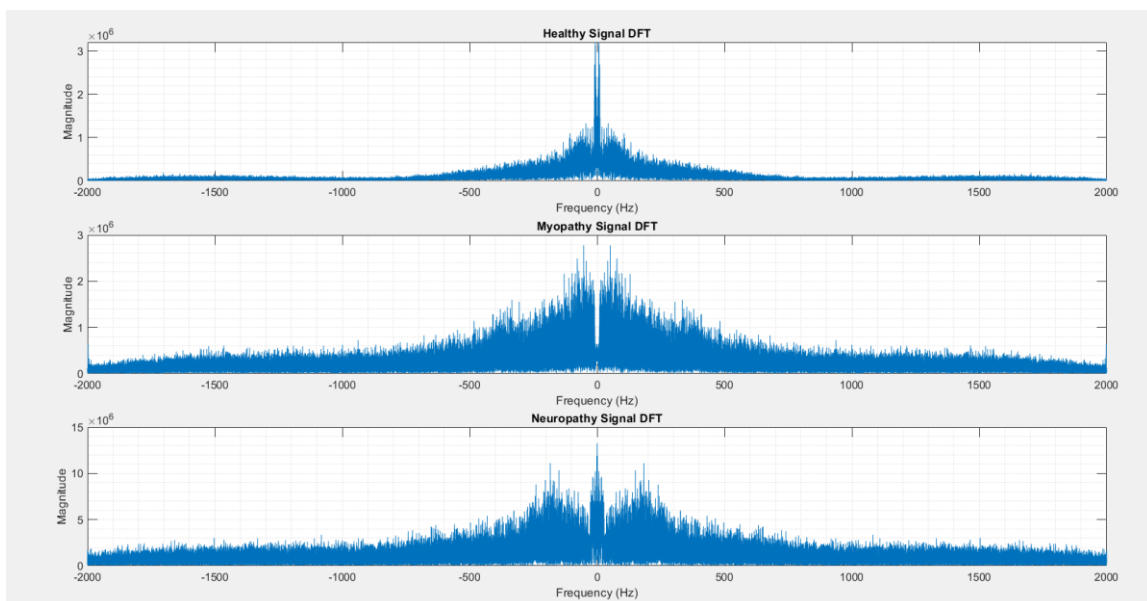 Healthy Signal DFT
×10⁶
3
2
1
0
Magnitude
-2000 -1500 -1000 -500 0 500 1000 1500 2000
Frequency (Hz)
Myopathy Signal DFT
×10⁶
3
2
1
0
Magnitude
-2000 -1500 -1000 -500 0 500 1000 1500 2000
Frequency (Hz)
Neuropathy Signal DFT
×10⁶
15
10
5
0
Magnitude
-2000 -1500 -1000 -500 0 500 1000 1500 2000
Frequency (Hz)